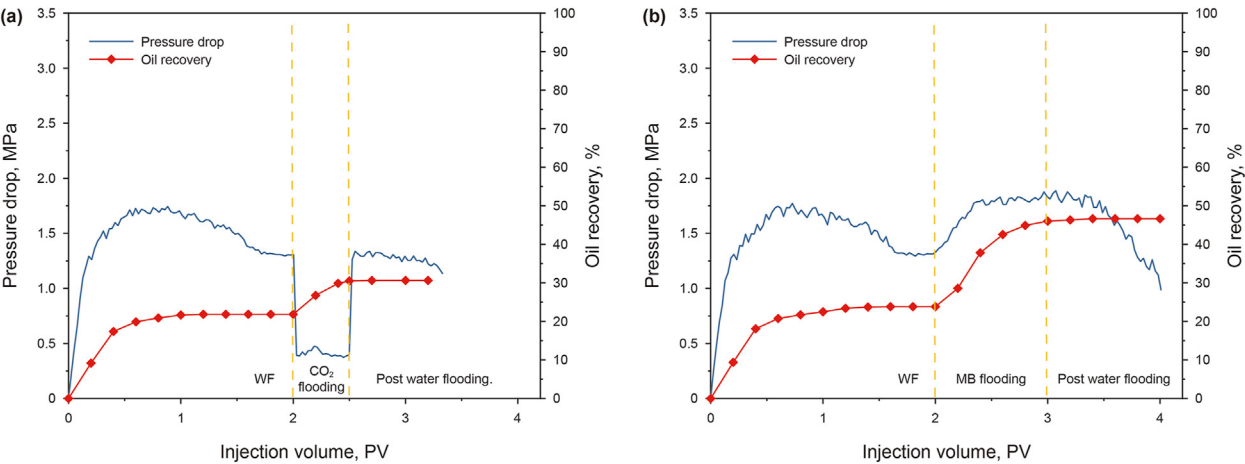 (a)
3.5
3.0
2.5
2.0
1.5
1.0
0.5
0
Pressure drop, MPa
100
90
80
70
60
50
40
30
20
10
0
Oil recovery, %
Pressure drop
Oil recovery
WF
CO₂
flooding
Post water flooding.
0
1
2
3
4
Injection volume, PV
(b)
3.5
3.0
2.5
2.0
1.5
1.0
0.5
0
Pressure drop, MPa
100
90
80
70
60
50
40
30
20
10
0
Oil recovery, %
Pressure drop
Oil recovery
WF
MB flooding
Post water flooding
0
1
2
3
4
Injection volume, PV